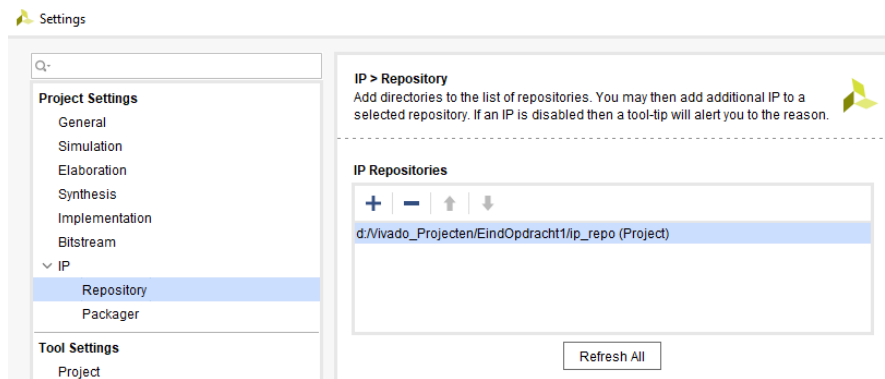 Settings
Project Settings
General
Simulation
Elaboration
Synthesis
Implementation
Bitstream
IP
Repository
Packager
Tool Settings
Project
IP > Repository
Add directories to the list of repositories. You may then add additional IP to a
selected repository. If an IP is disabled then a tool-tip will alert you to the reason.
IP Repositories
d:/Vivado_Projecten/EindOpdracht1/ip_repo (Project)
Refresh All